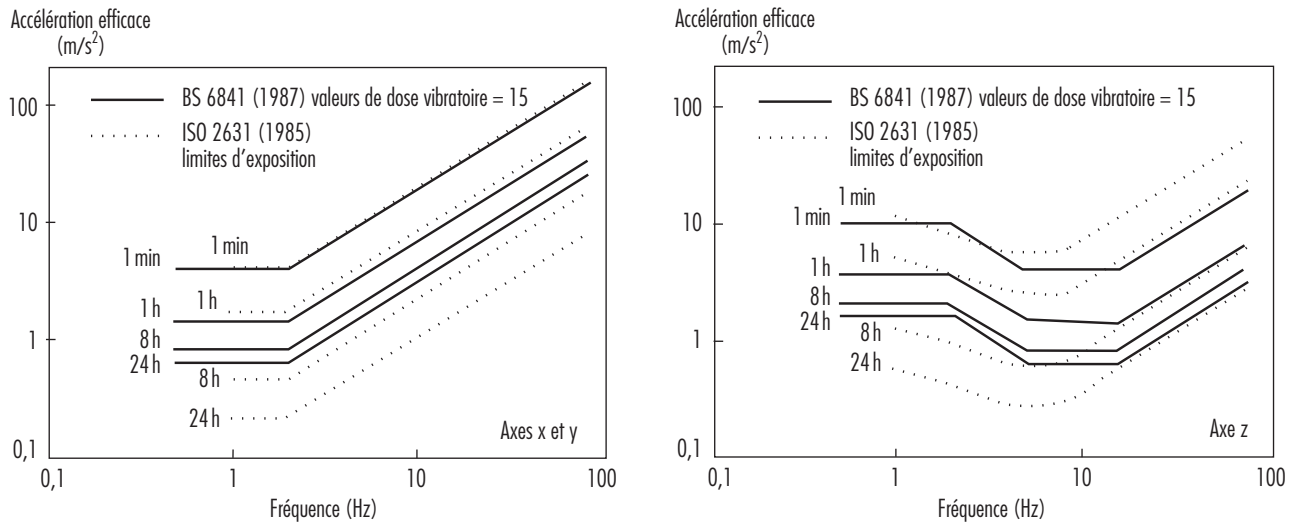 Accélération efficace
(m/s²)
100
10
1
0,1
BS 6841 (1987) valeurs de dose vibratoire = 15
ISO 2631 (1985)
limites d'exposition
1 min
1 min
1 h
1 h
8 h
24 h
8 h
24 h
Axes x et y
0,1
1
10
100
Fréquence (Hz)
Accélération efficace
(m/s²)
100
10
1
0,1
BS 6841 (1987) valeurs de dose vibratoire = 15
ISO 2631 (1985)
limites d'exposition
1 min
1 min
1 h
1 h
8 h
24 h
8 h
24 h
Axe z
0,1
1
10
100
Fréquence (Hz)